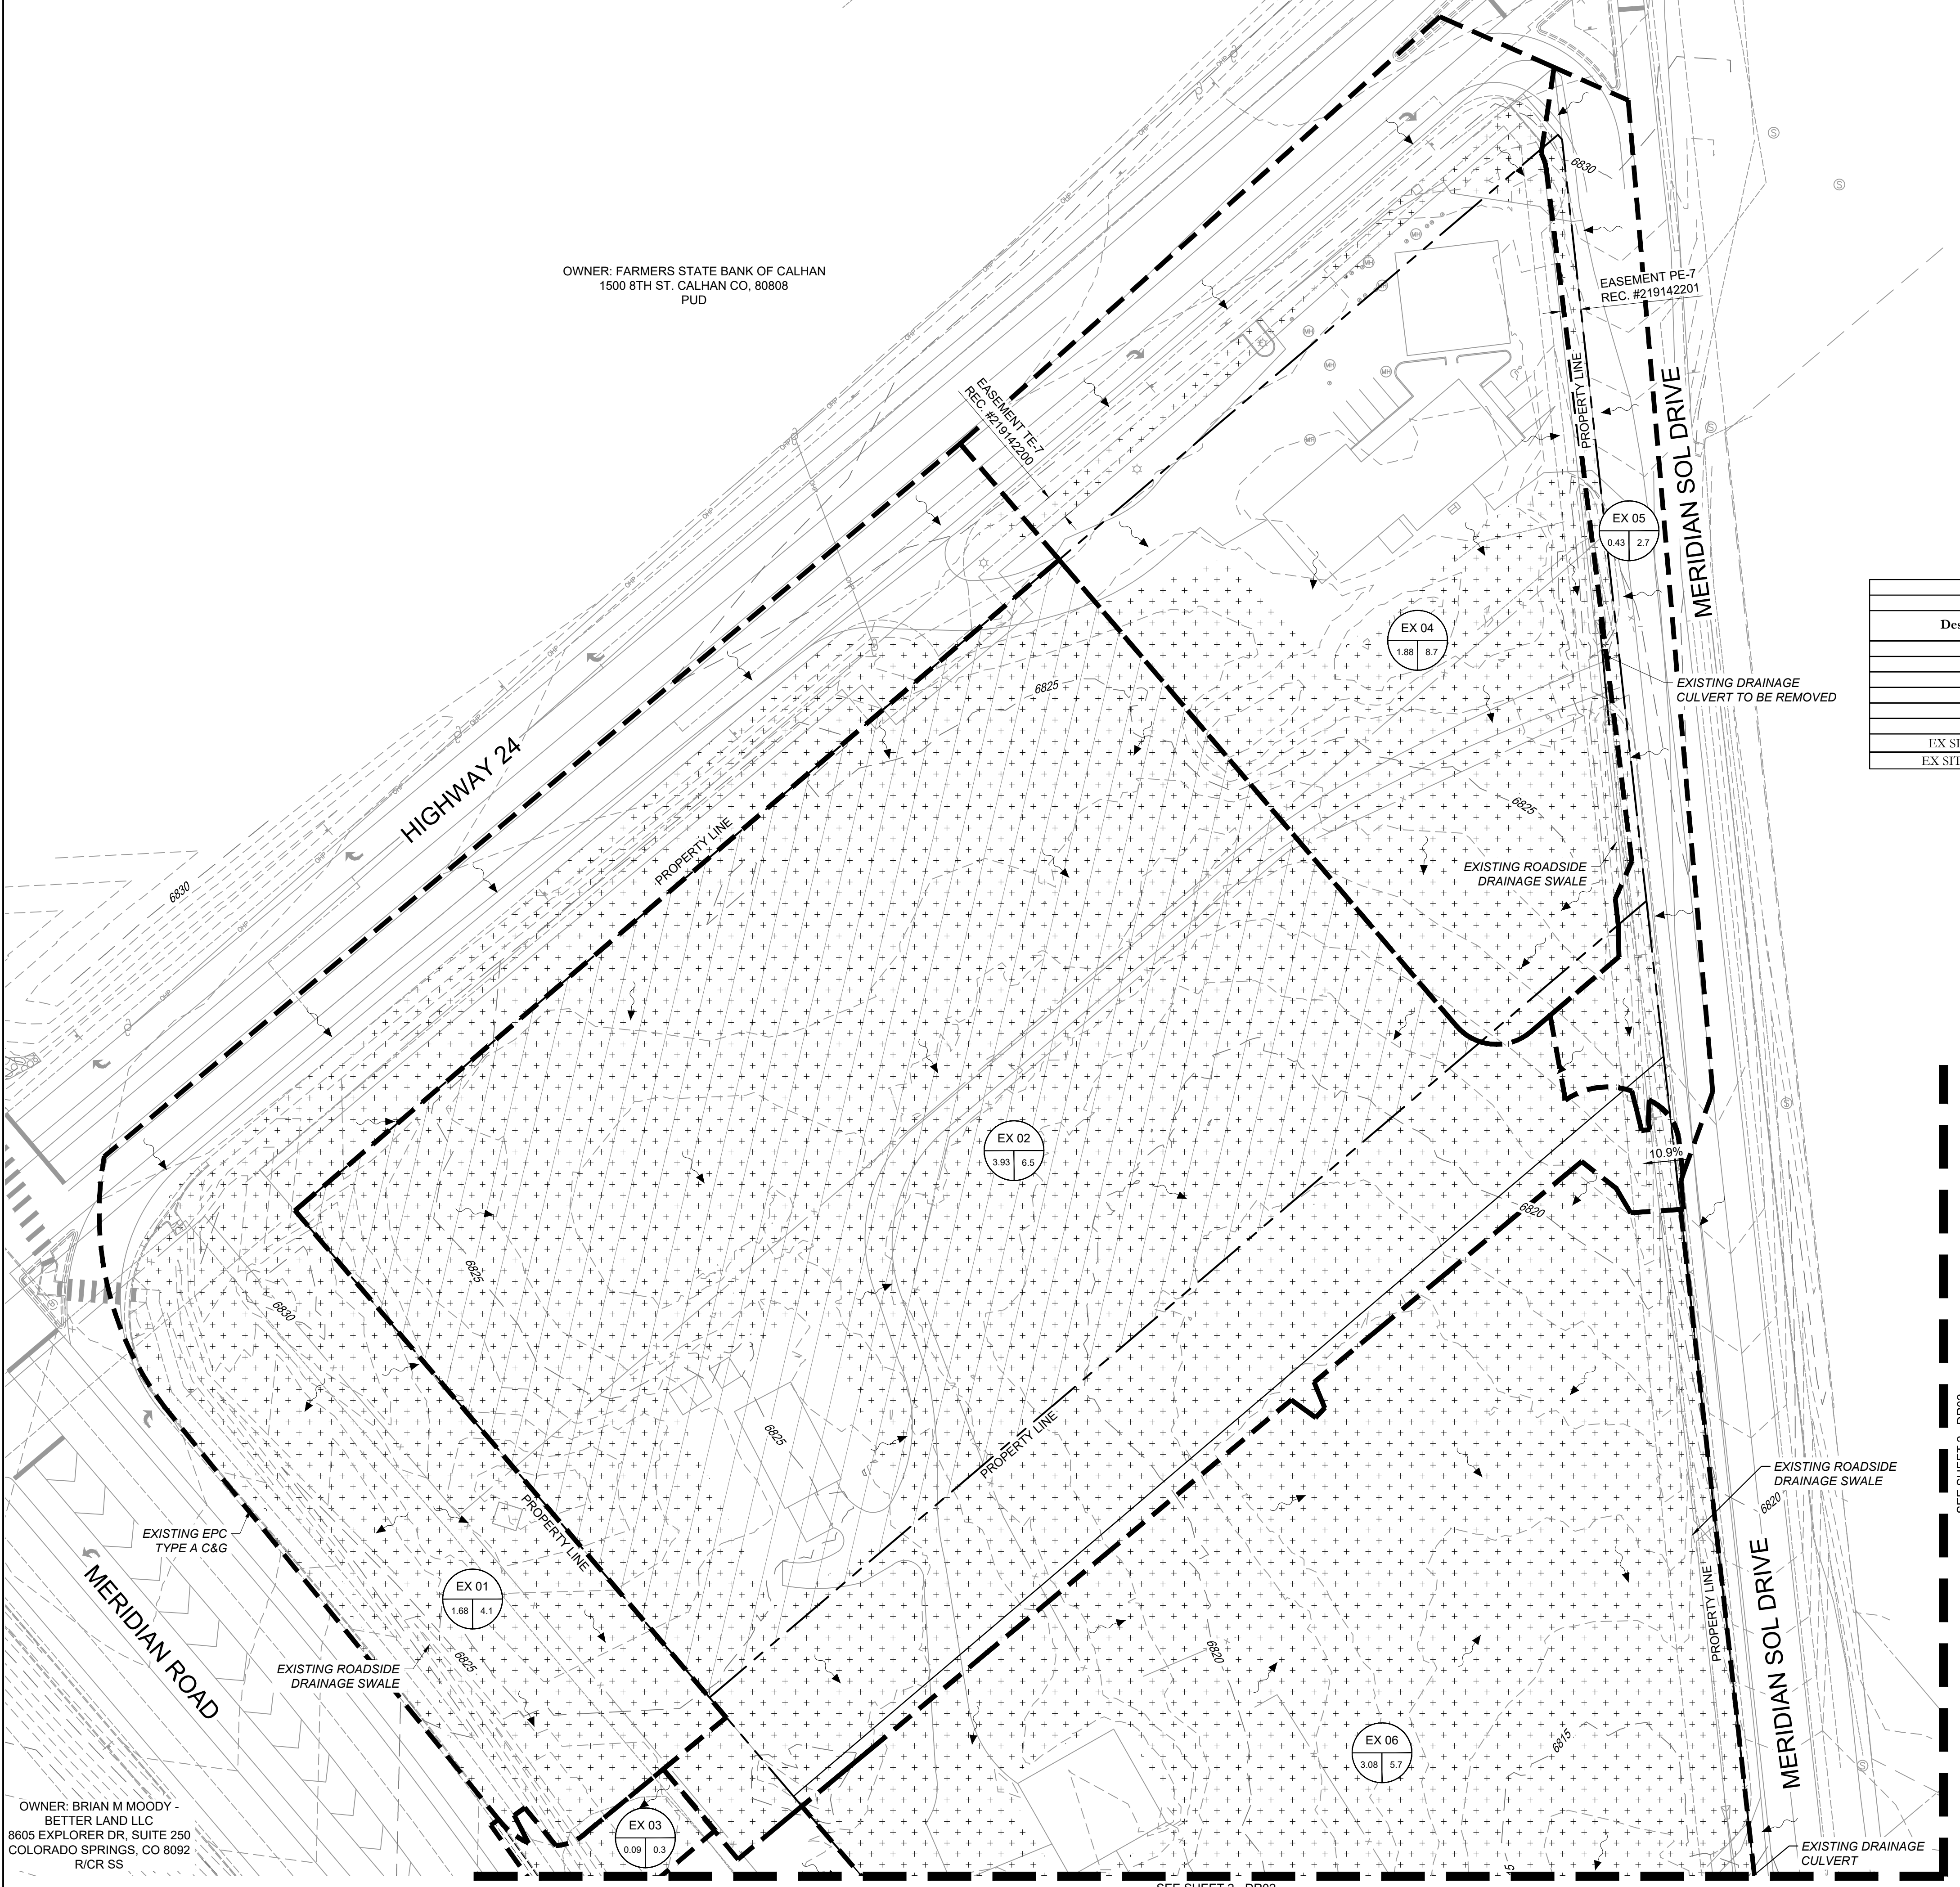 OWNER: FARMERS STATE BANK OF CALHAN
1500 8TH ST. CALHAN CO, 80808
PUD
6830
EASEMENT PE-7
REC. #219142201
PROPERTY LINE
MERIDIAN SOL DRIVE
EASEMENT TE-7
REC. #219142200
EX 05
0.43 2.7
EX 04
1.88 8.7
Des
EX SI
EX SIT
EXISTING DRAINAGE
CULVERT TO BE REMOVED
6825
HIGHWAY 24
6825
PROPERTY LINE
EXISTING ROADSIDE
DRAINAGE SWALE
6830
EX 02
3.93 6.5
10.9%
6820
6825
6830
6825
PROPERTY LINE
PROPERTY LINE
EXISTING ROADSIDE
DRAINAGE SWALE
6820
EXISTING EPC
TYPE A C&G
MERIDIAN ROAD
EX 01
1.68 4.1
EXISTING ROADSIDE
DRAINAGE SWALE
6825
6820
PROPERTY LINE
MERIDIAN SOL DRIVE
EX 06
3.08 5.7
6815
OWNER: BRIAN M MOODY -
BETTER LAND LLC
8605 EXPLORER DR, SUITE 250
COLORADO SPRINGS, CO 8092
R/CR SS
EX 03
0.09 0.3
EXISTING DRAINAGE
CULVERT